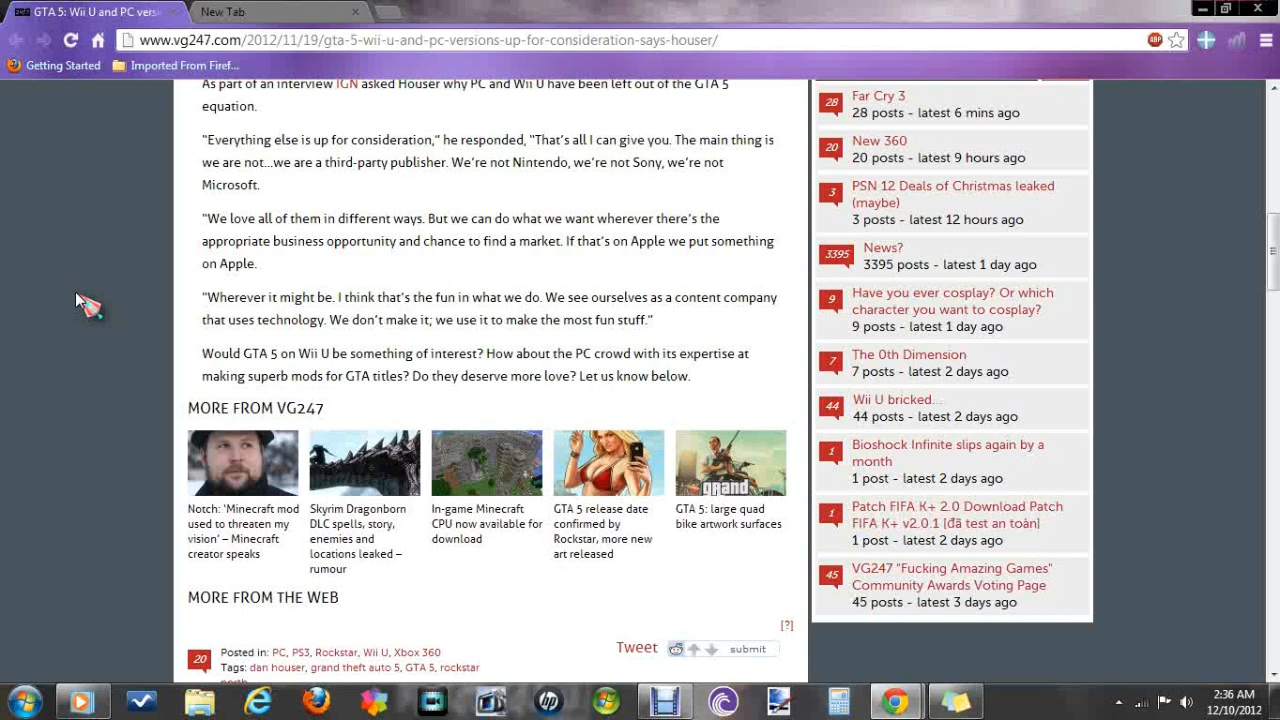 GTA 5: Wii U and PC versi
New Tab
www.vg247.com/2012/11/19/gta-5-wii-u-and-pc-versions-up-for-consideration-says-houser/
ABP
Getting Started
Imported From Firef...
As part of an interview IGN asked Houser why PC and Wii U have been left out of the GTA 5
equation.
“Everything else is up for consideration,” he responded, “That’s all I can give you. The main thing is
we are not…we are a third-party publisher. We’re not Nintendo, we’re not Sony, we’re not
Microsoft.
“We love all of them in different ways. But we can do what we want wherever there’s the
appropriate business opportunity and chance to find a market. If that’s on Apple we put something
on Apple.
“Wherever it might be. I think that’s the fun in what we do. We see ourselves as a content company
that uses technology. We don’t make it; we use it to make the most fun stuff.”
Would GTA 5 on Wii U be something of interest? How about the PC crowd with its expertise at
making superb mods for GTA titles? Do they deserve more love? Let us know below.
MORE FROM VG247
grand
Notch: ‘Minecraft mod
used to threaten my
vision’ – Minecraft
creator speaks
Skyrim Dragonborn
DLC spells, story,
enemies and
locations leaked –
rumour
In-game Minecraft
CPU now available for
download
GTA 5 release date
confirmed by
Rockstar, more new
art released
GTA 5: large quad
bike artwork surfaces
MORE FROM THE WEB
[?]
20
Posted in: PC, PS3, Rockstar, Wii U, Xbox 360
Tags: dan houser, grand theft auto 5, GTA 5, rockstar
north
Tweet
submit
28
Far Cry 3
28 posts - latest 6 mins ago
20
New 360
20 posts - latest 9 hours ago
3
PSN 12 Deals of Christmas leaked
(maybe)
3 posts - latest 12 hours ago
3395
News?
3395 posts - latest 1 day ago
9
Have you ever cosplay? Or which
character you want to cosplay?
9 posts - latest 1 day ago
7
The 0th Dimension
7 posts - latest 2 days ago
44
Wii U bricked...
44 posts - latest 2 days ago
1
Bioshock Infinite slips again by a
month
1 post - latest 2 days ago
1
Patch FIFA K+ 2.0 Download Patch
FIFA K+ v2.0.1 [đã test an toàn]
1 post - latest 2 days ago
45
VG247 "Fucking Amazing Games"
Community Awards Voting Page
45 posts - latest 3 days ago
hp
2:36 AM
12/10/2012